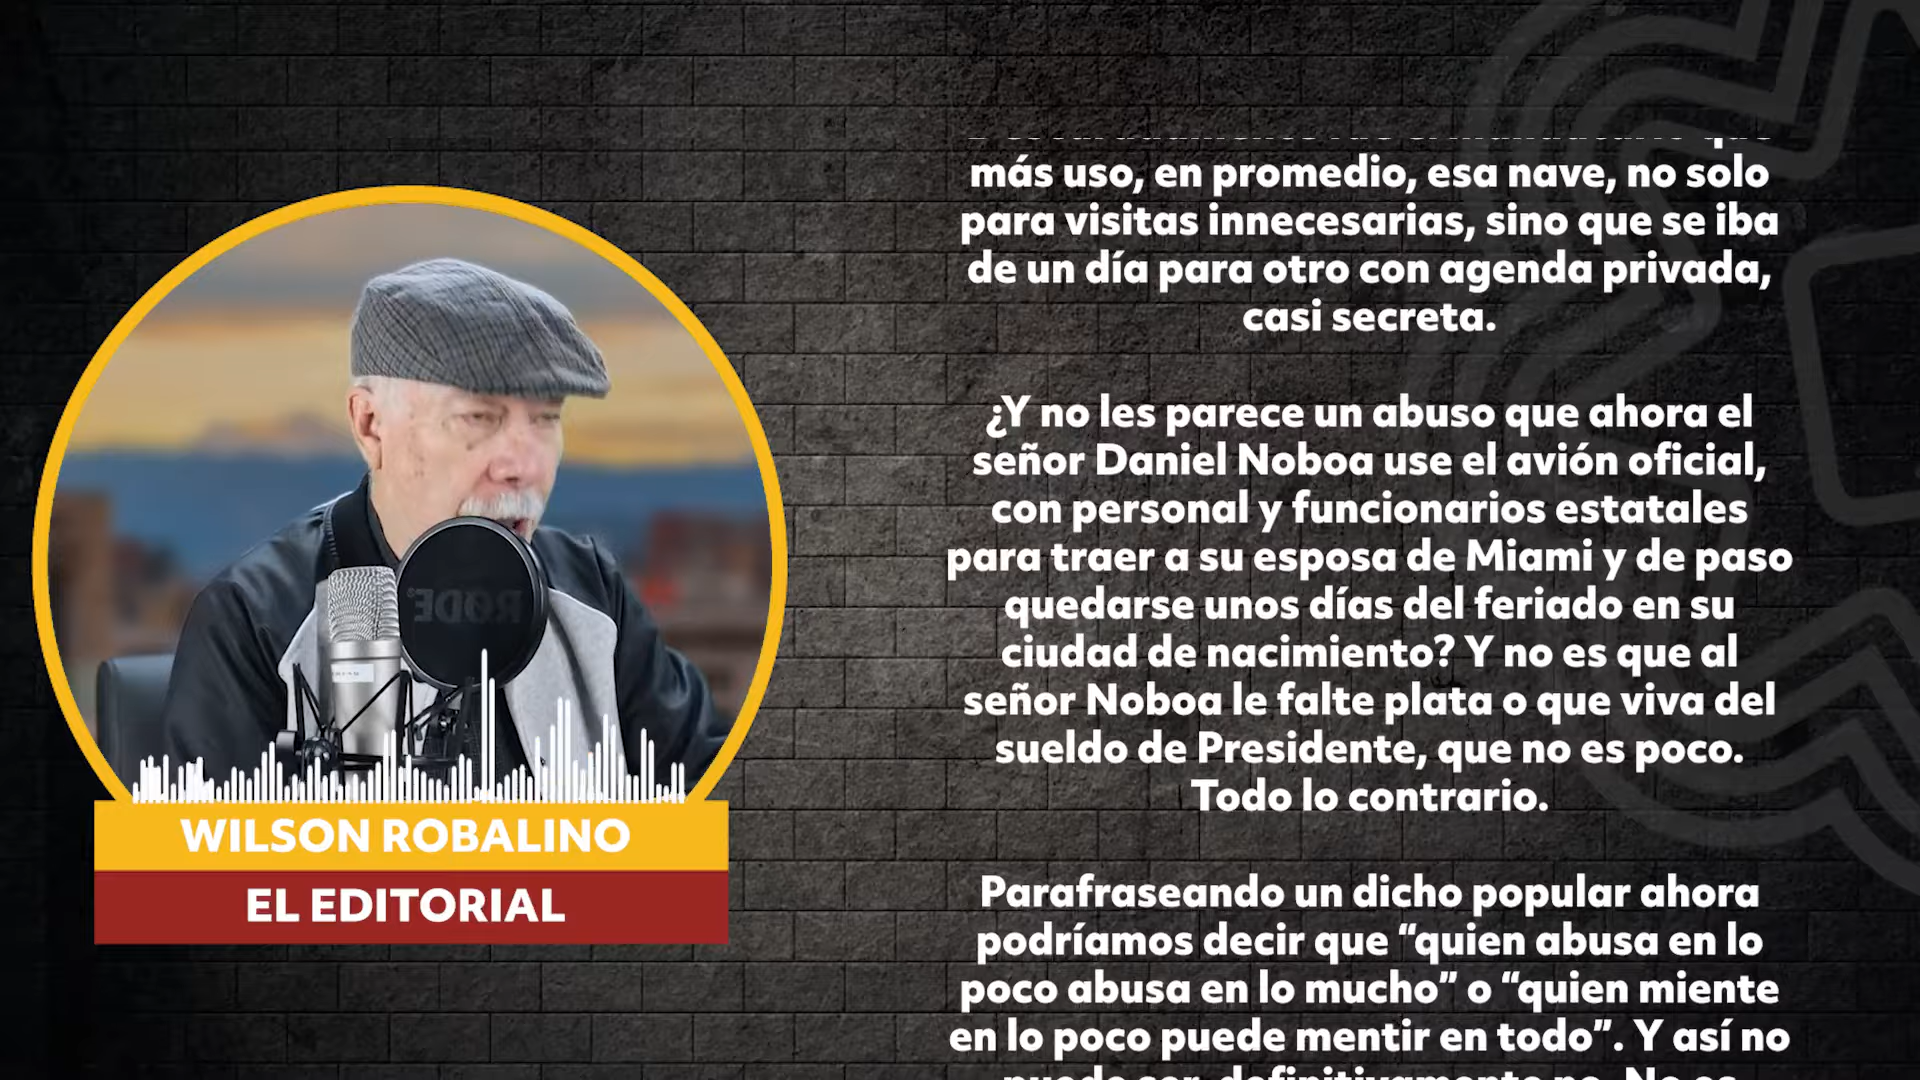 WILSON ROBALINO
EL EDITORIAL
RODE
más uso, en promedio, esa nave, no solo
para visitas innecesarias, sino que se iba
de un día para otro con agenda privada,
casi secreta.
¿Y no les parece un abuso que ahora el
señor Daniel Noboa use el avión oficial,
con personal y funcionarios estatales
para traer a su esposa de Miami y de paso
quedarse unos días del feriado en su
ciudad de nacimiento? Y no es que al
señor Noboa le falte plata o que viva del
sueldo de Presidente, que no es poco.
Todo lo contrario.
Parafraseando un dicho popular ahora
podríamos decir que “quien abusa en lo
poco abusa en lo mucho” o “quien miente
en lo poco puede mentir en todo”. Y así no